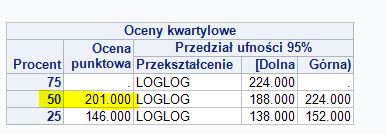 Oceny kwartylowe
Procent Ocena punktowa Przedział ufności 95%
Przekształcenie [Dolna Górna)
75 . LOGLOG 224.000 .
50 201.000 LOGLOG 188.000 224.000
25 146.000 LOGLOG 138.000 152.000